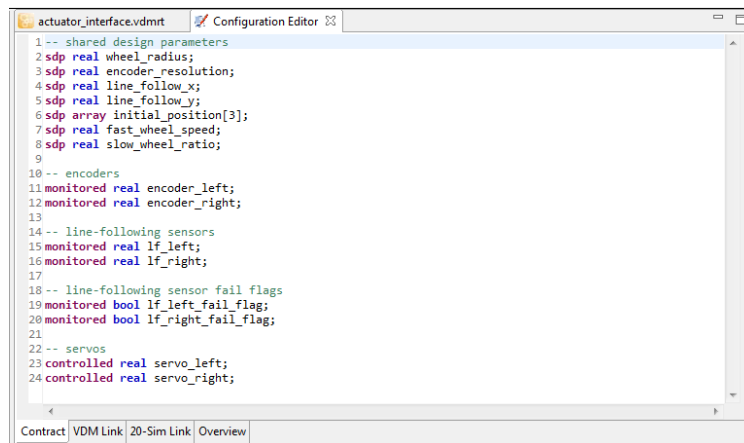 actuator_interface.vdmrt Configuration Editor
1 -- shared design parameters
2 sdp real wheel_radius;
3 sdp real encoder_resolution;
4 sdp real line_follow_x;
5 sdp real line_follow_y;
6 sdp array initial_position[3];
7 sdp real fast_wheel_speed;
8 sdp real slow_wheel_ratio;
9
10 -- encoders
11 monitored real encoder_left;
12 monitored real encoder_right;
13
14 -- line-following sensors
15 monitored real lf_left;
16 monitored real lf_right;
17
18 -- line-following sensor fail flags
19 monitored bool lf_left_fail_flag;
20 monitored bool lf_right_fail_flag;
21
22 -- servos
23 controlled real servo_left;
24 controlled real servo_right;
Contract VDM Link 20-Sim Link Overview